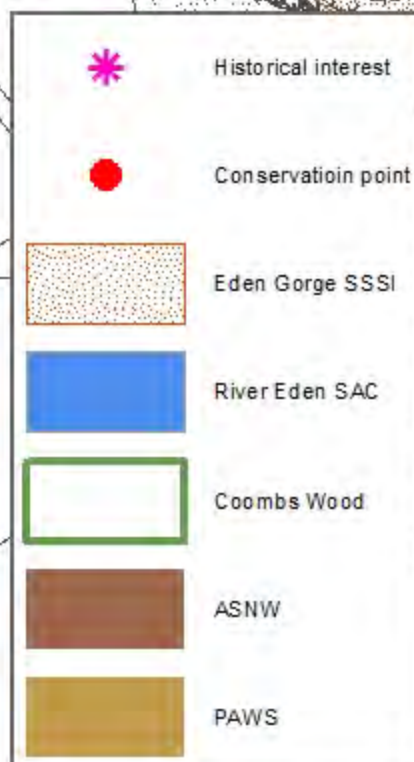 Historical interest
Conservatioin point
Eden Gorge SSSI
River Eden SAC
Coombs Wood
ASNW
PAWS